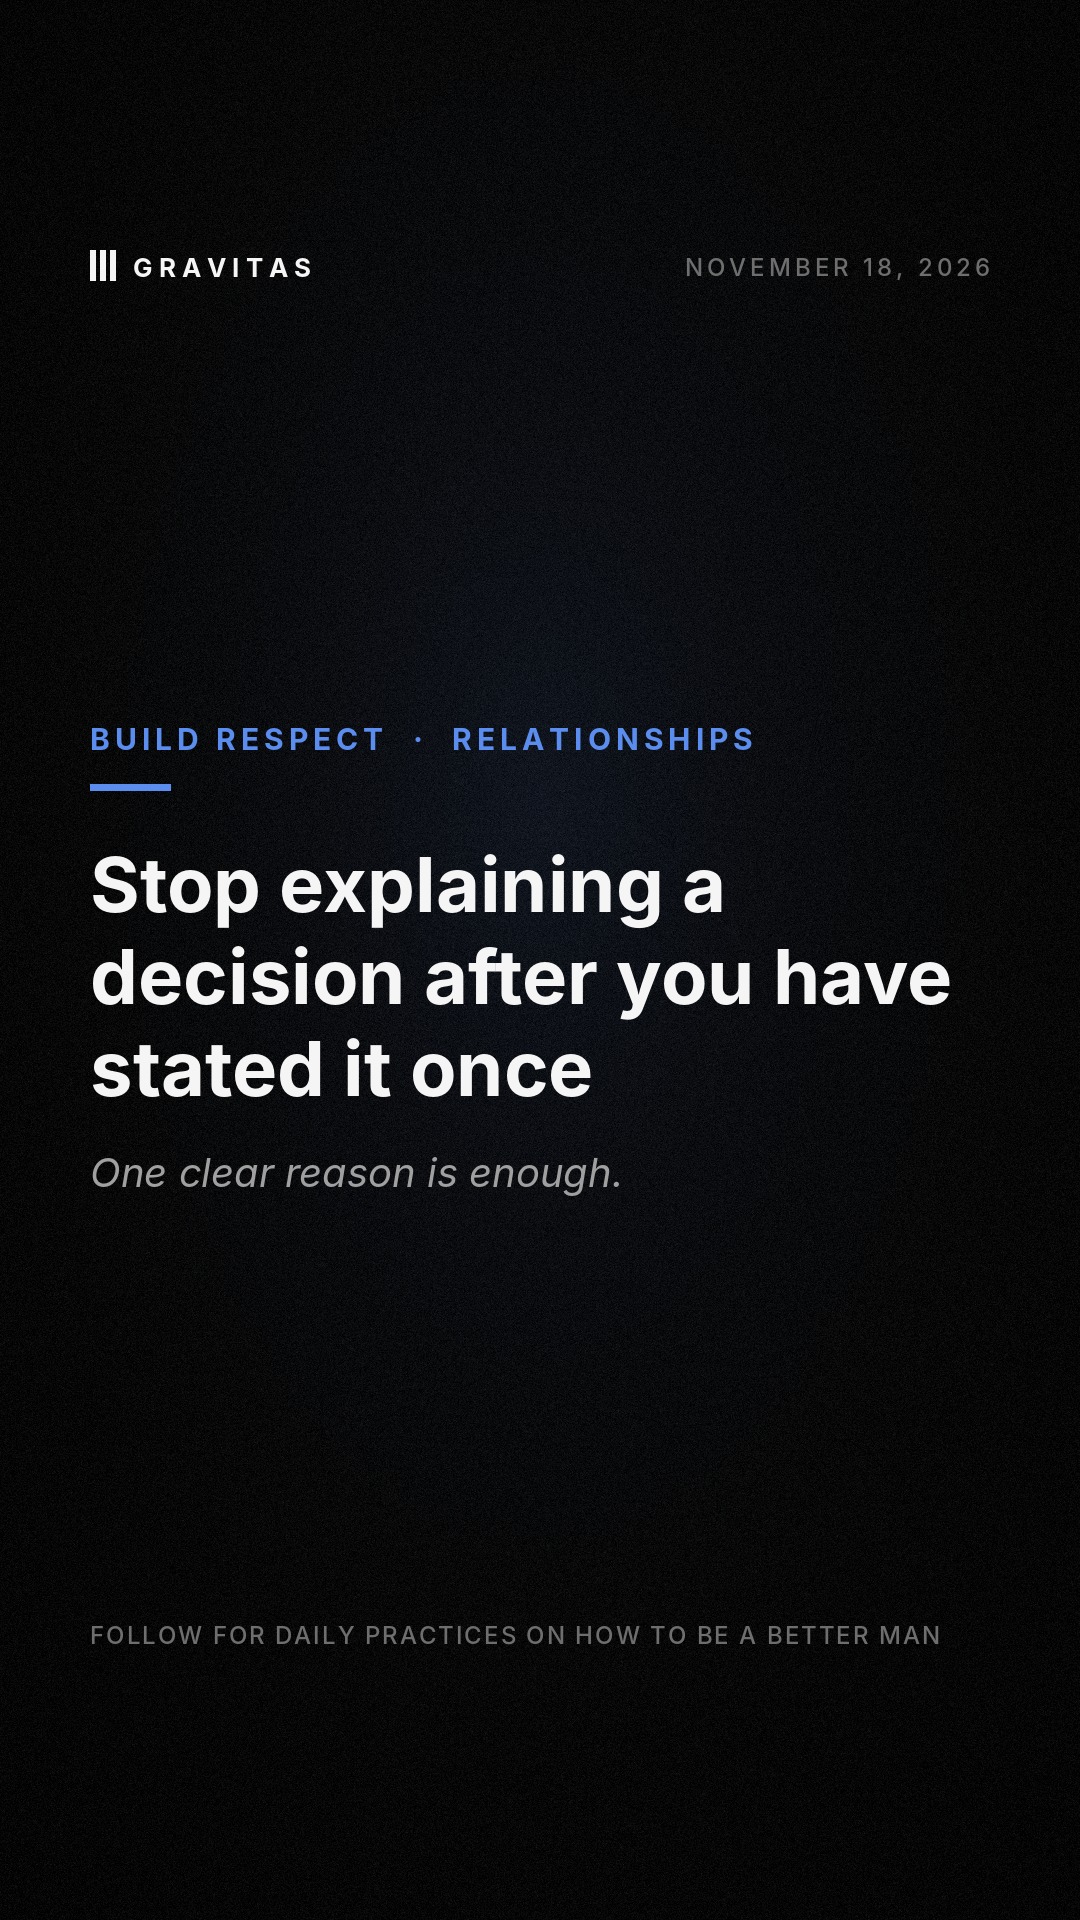 GRAVITAS
NOVEMBER 18, 2026
BUILD RESPECT · RELATIONSHIPS
Stop explaining a
decision after you have
stated it once
One clear reason is enough.
FOLLOW FOR DAILY PRACTICES ON HOW TO BE A BETTER MAN